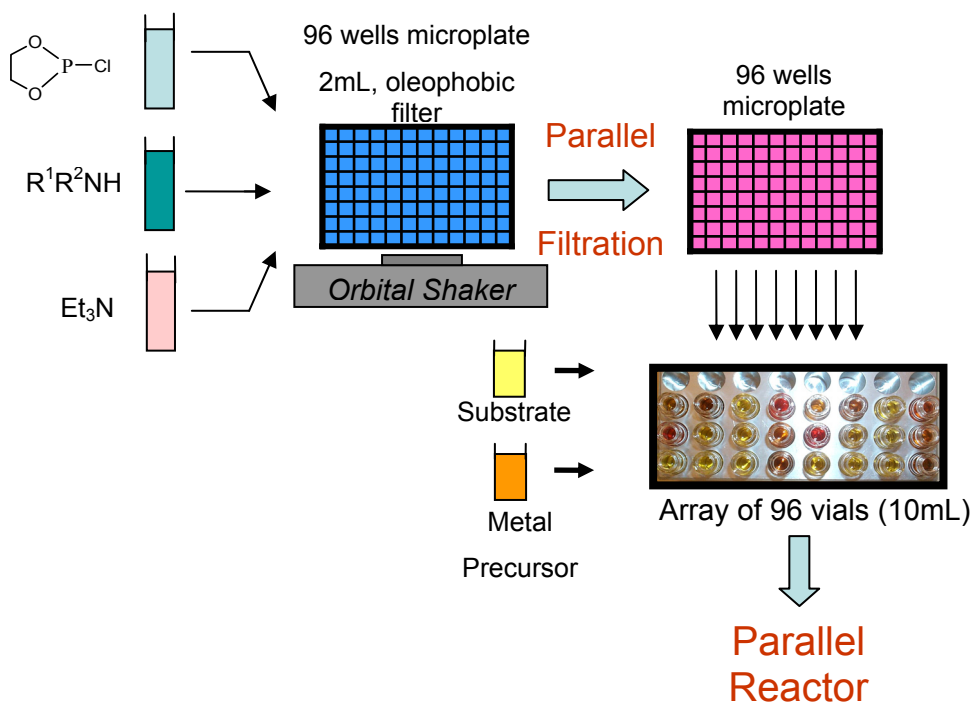 O
P
Cl
O
R¹R²NH
Et₃N
96 wells microplate
2mL, oleophobic
filter
Orbital Shaker
Parallel
Filtration
96 wells
microplate
Substrate
Metal
Precursor
Array of 96 vials (10mL)
Parallel
Reactor